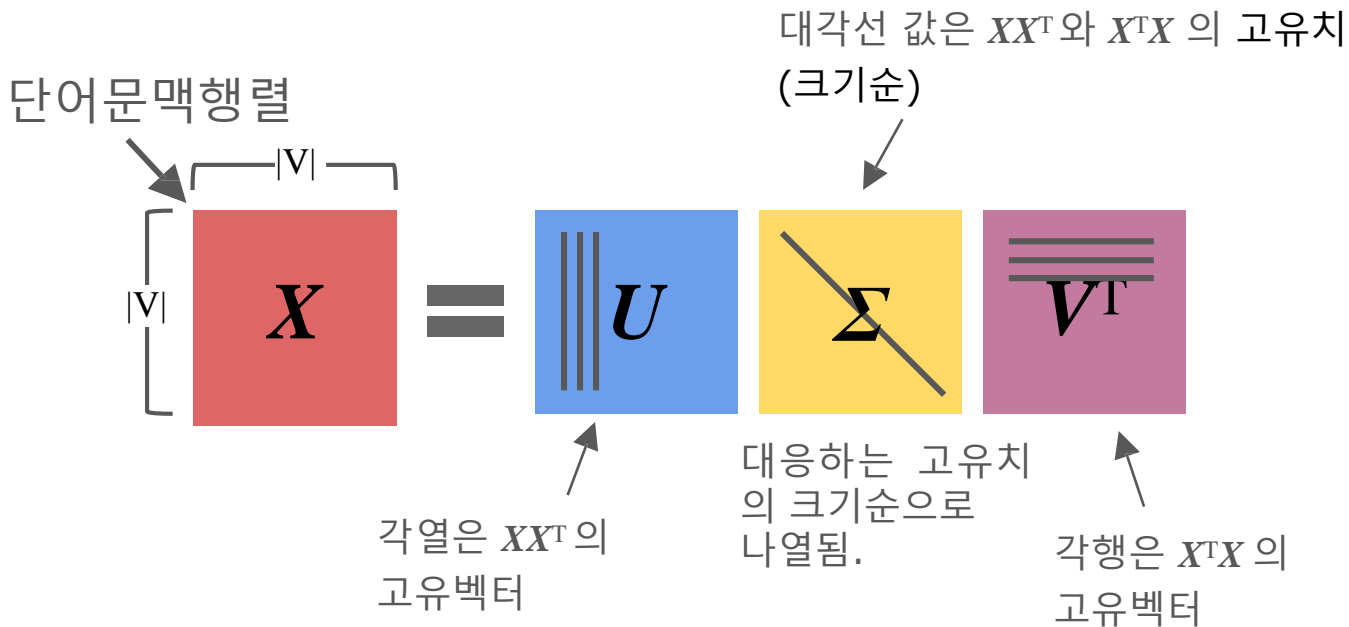 대각선 값은 XXᵀ와 XᵀX 의 고유치
(크기순)
단어문맥행렬
|V|
|V|
X
=
U
Σ
Vᵀ
대응하는 고유치
의 크기순으로
나열됨.
각열은 XXᵀ 의
고유벡터
각행은 XᵀX 의
고유벡터